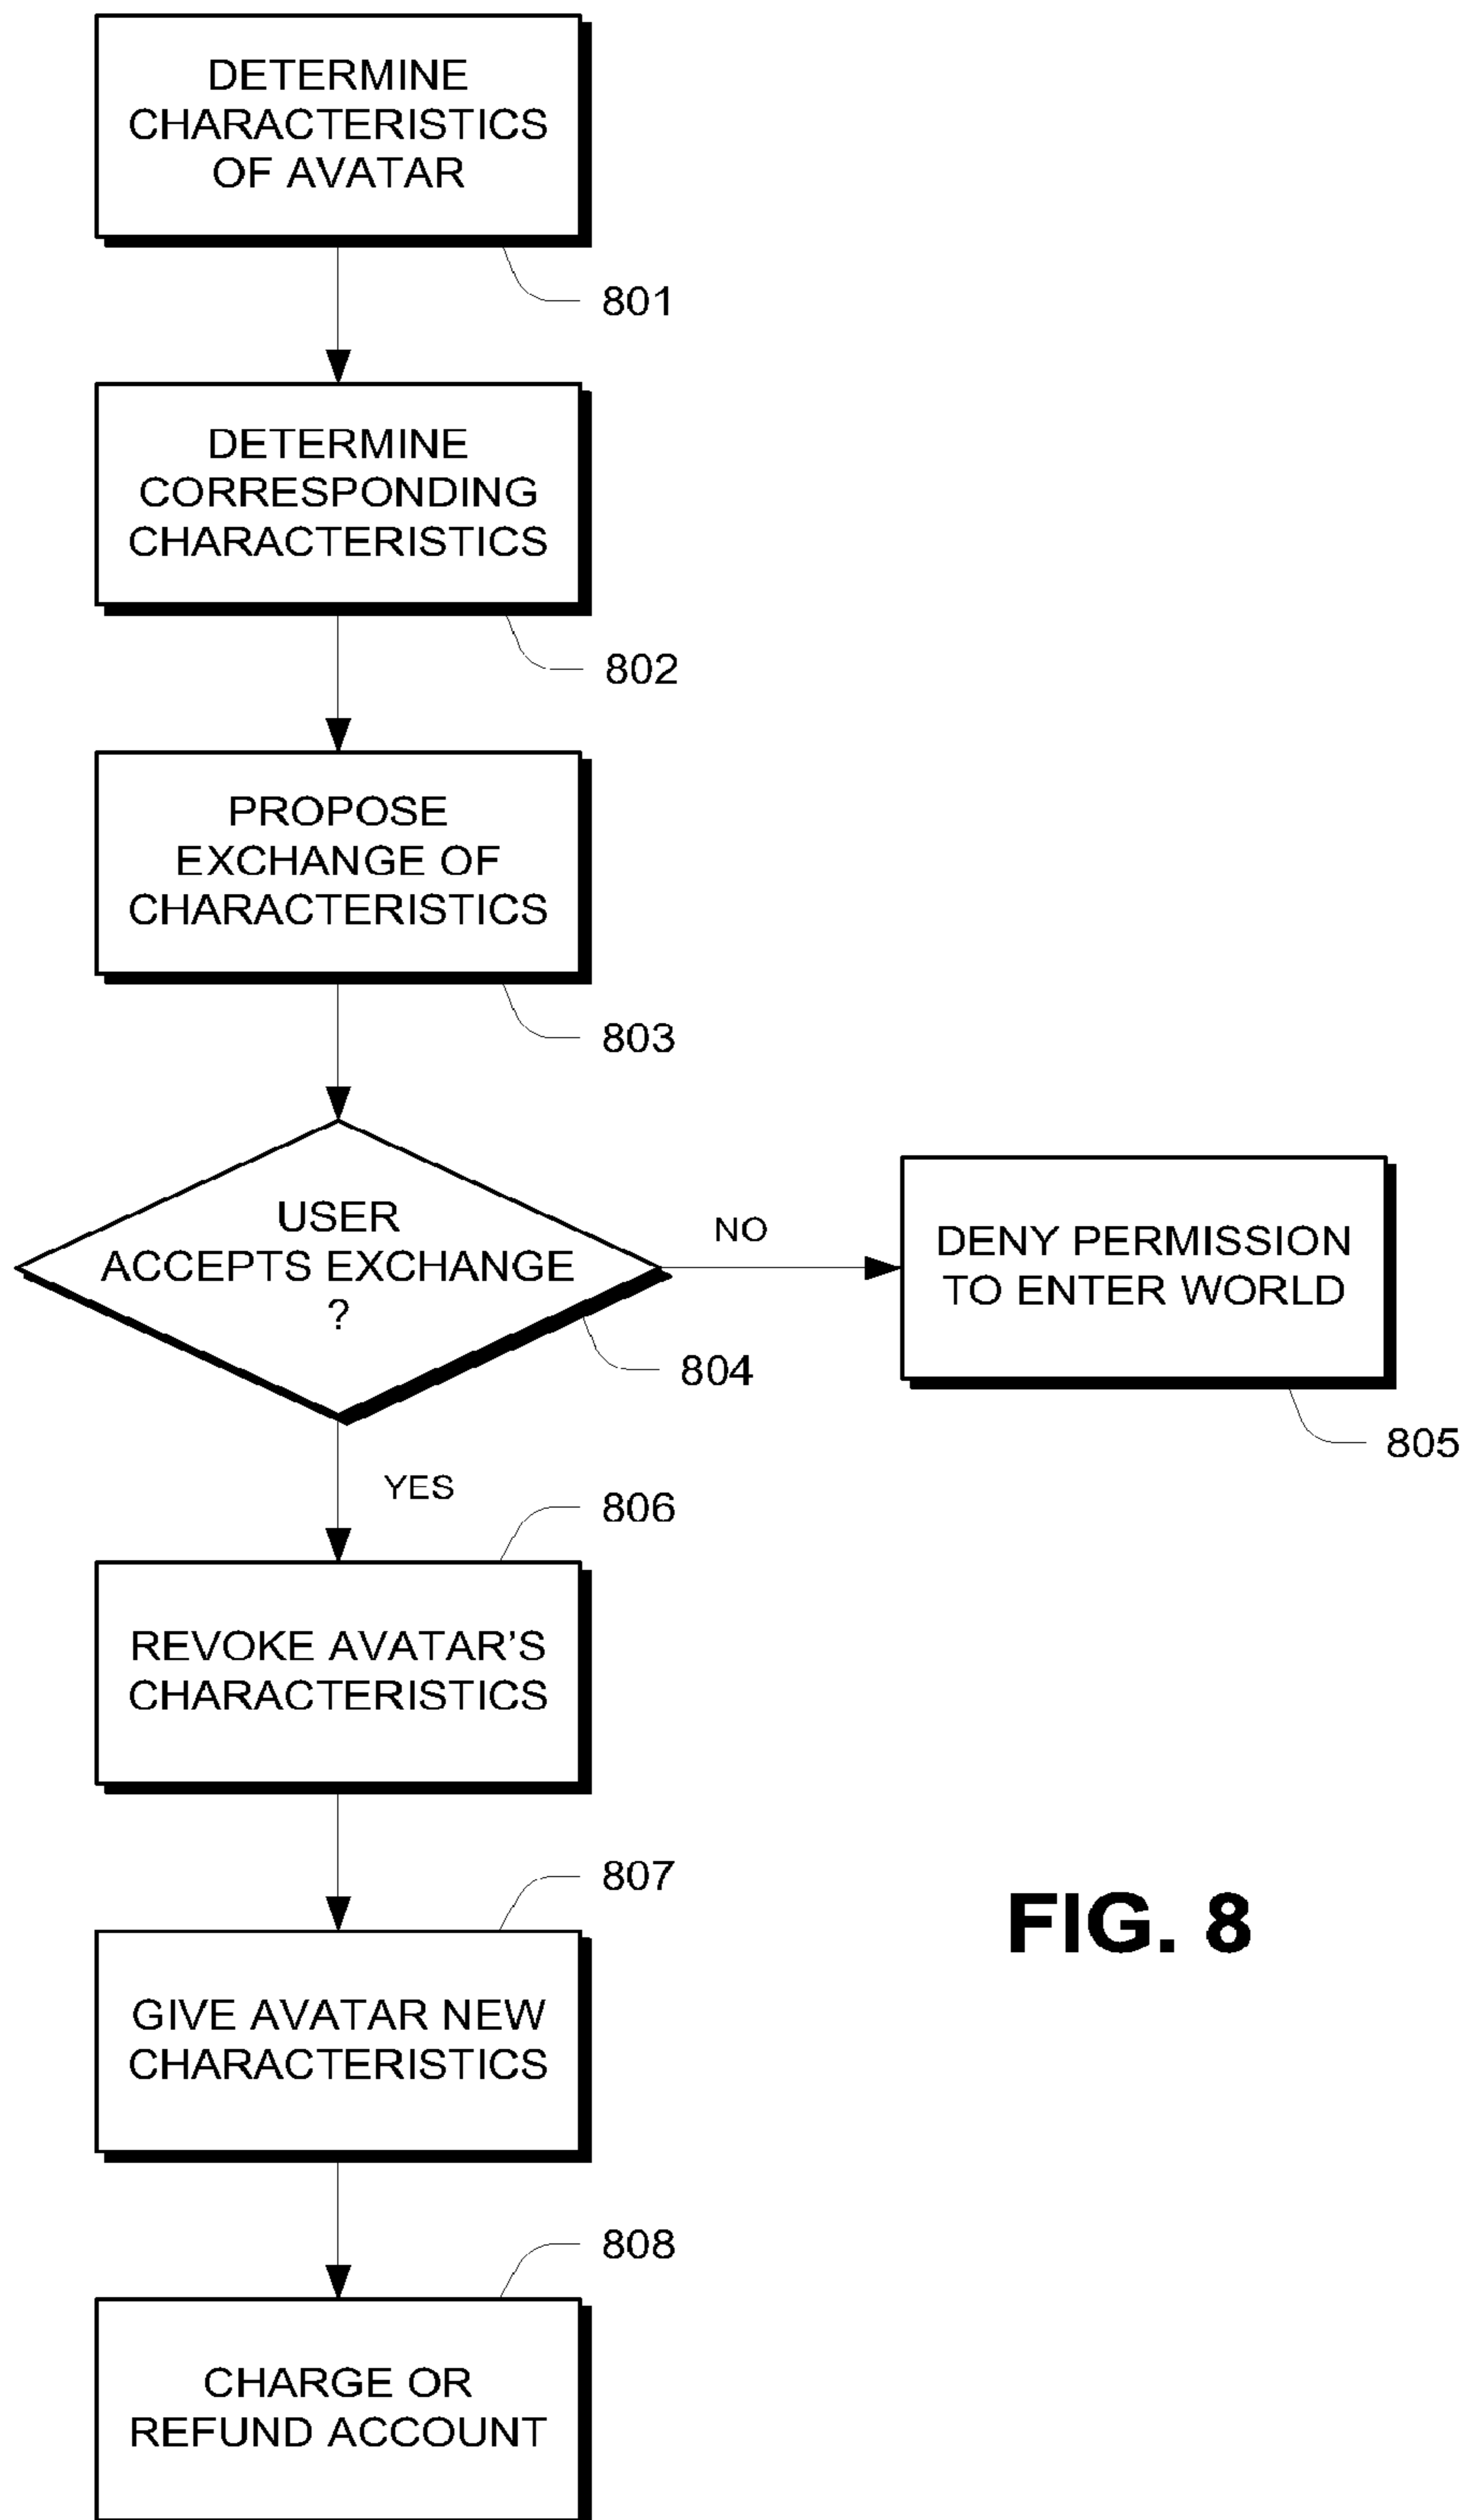 DETERMINE
CHARACTERISTICS
OF AVATAR
801
DETERMINE
CORRESPONDING
CHARACTERISTICS
802
PROPOSE
EXCHANGE OF
CHARACTERISTICS
803
USER
ACCEPTS EXCHANGE
?
804
NO
DENY PERMISSION
TO ENTER WORLD
805
YES
806
REVOKE AVATAR'S
CHARACTERISTICS
807
GIVE AVATAR NEW
CHARACTERISTICS
808
CHARGE OR
REFUND ACCOUNT
FIG. 8